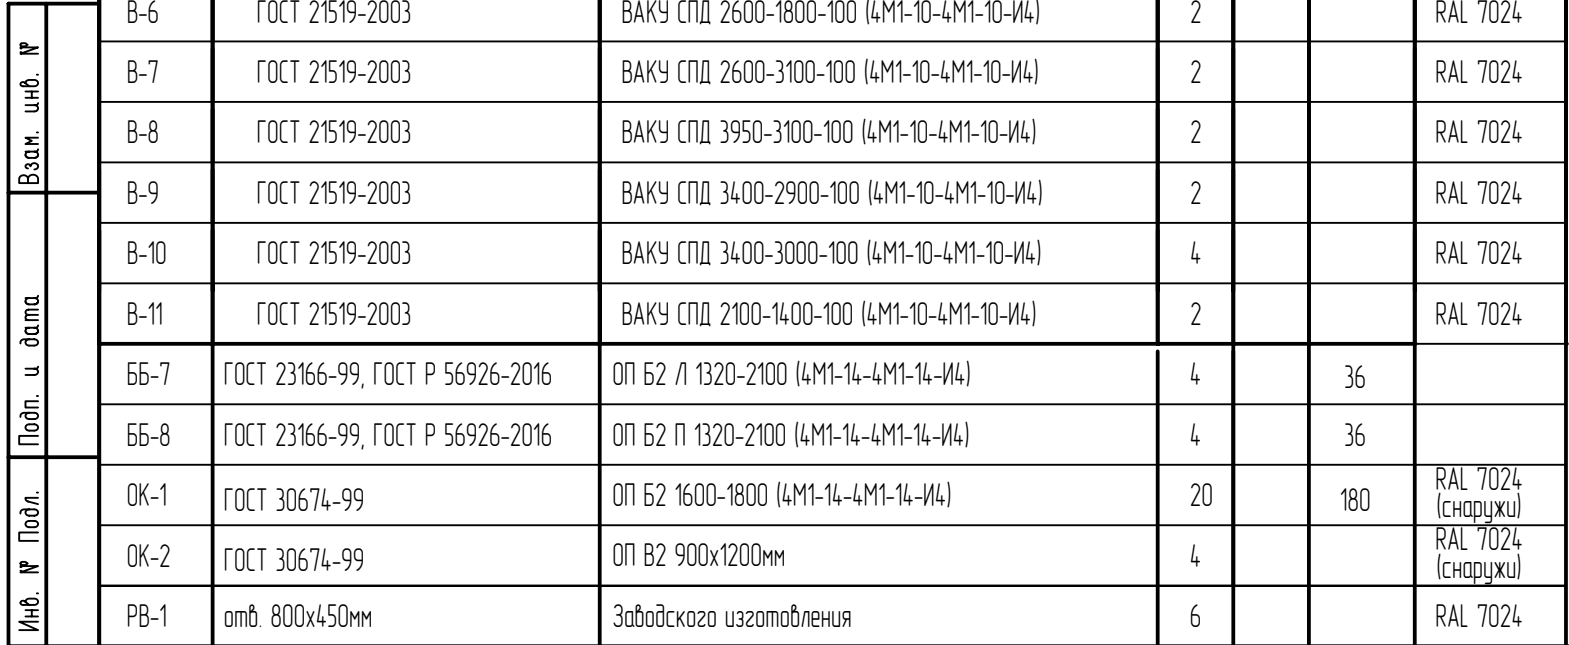 В-6 ГОСТ 21519-2003 ВАКУ СПД 2600-1800-100 (4М1-10-4М1-10-И4) 2 RAL 7024
В-7 ГОСТ 21519-2003 ВАКУ СПД 2600-3100-100 (4М1-10-4М1-10-И4) 2 RAL 7024
В-8 ГОСТ 21519-2003 ВАКУ СПД 3950-3100-100 (4М1-10-4М1-10-И4) 2 RAL 7024
В-9 ГОСТ 21519-2003 ВАКУ СПД 3400-2900-100 (4М1-10-4М1-10-И4) 2 RAL 7024
В-10 ГОСТ 21519-2003 ВАКУ СПД 3400-3000-100 (4М1-10-4М1-10-И4) 4 RAL 7024
В-11 ГОСТ 21519-2003 ВАКУ СПД 2100-1400-100 (4М1-10-4М1-10-И4) 2 RAL 7024
ББ-7 ГОСТ 23166-99, ГОСТ Р 56926-2016 ОП Б2 Л 1320-2100 (4М1-14-4М1-14-И4) 4 36
ББ-8 ГОСТ 23166-99, ГОСТ Р 56926-2016 ОП Б2 П 1320-2100 (4М1-14-4М1-14-И4) 4 36
ОК-1 ГОСТ 30674-99 ОП Б2 1600-1800 (4М1-14-4М1-14-И4) 20 180 RAL 7024
(снаружи)
ОК-2 ГОСТ 30674-99 ОП В2 900х1200мм 4 RAL 7024
(снаружи)
РВ-1 отв. 800х450мм Заводского изготовления 6 RAL 7024
Взам. инв. №
Подп. и дата
Инв. № Подл.